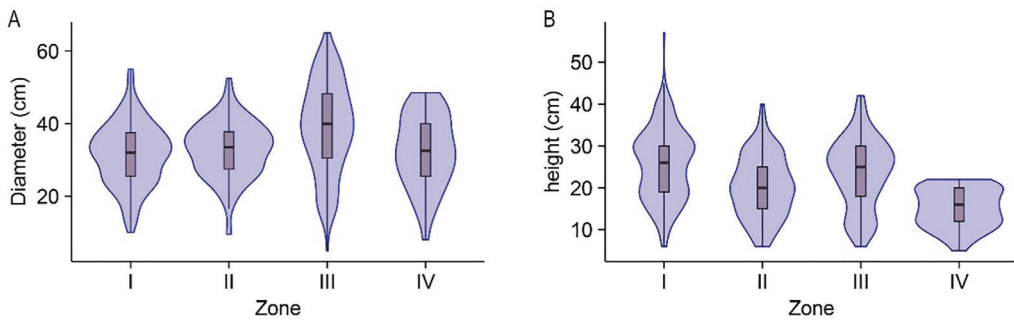 A
Diameter (cm)
60
40
20
I II III IV
Zone
B
height (cm)
50
40
30
20
10
I II III IV
Zone